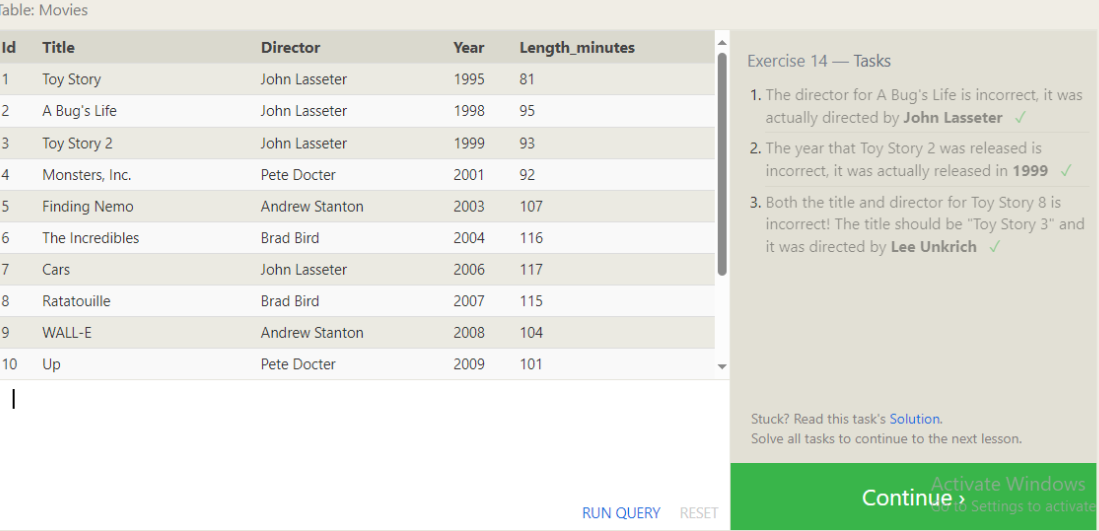 Table: Movies
Id Title Director Year Length_minutes
1 Toy Story John Lasseter 1995 81
2 A Bug's Life John Lasseter 1998 95
3 Toy Story 2 John Lasseter 1999 93
4 Monsters, Inc. Pete Docter 2001 92
5 Finding Nemo Andrew Stanton 2003 107
6 The Incredibles Brad Bird 2004 116
7 Cars John Lasseter 2006 117
8 Ratatouille Brad Bird 2007 115
9 WALL-E Andrew Stanton 2008 104
10 Up Pete Docter 2009 101
RUN QUERY RESET
Exercise 14 — Tasks
1. The director for A Bug's Life is incorrect, it was
actually directed by John Lasseter ✓
2. The year that Toy Story 2 was released is
incorrect, it was actually released in 1999 ✓
3. Both the title and director for Toy Story 8 is
incorrect! The title should be "Toy Story 3" and
it was directed by Lee Unkrich ✓
Stuck? Read this task's Solution.
Solve all tasks to continue to the next lesson.
Continue ›
Activate Windows
Go to Settings to activate